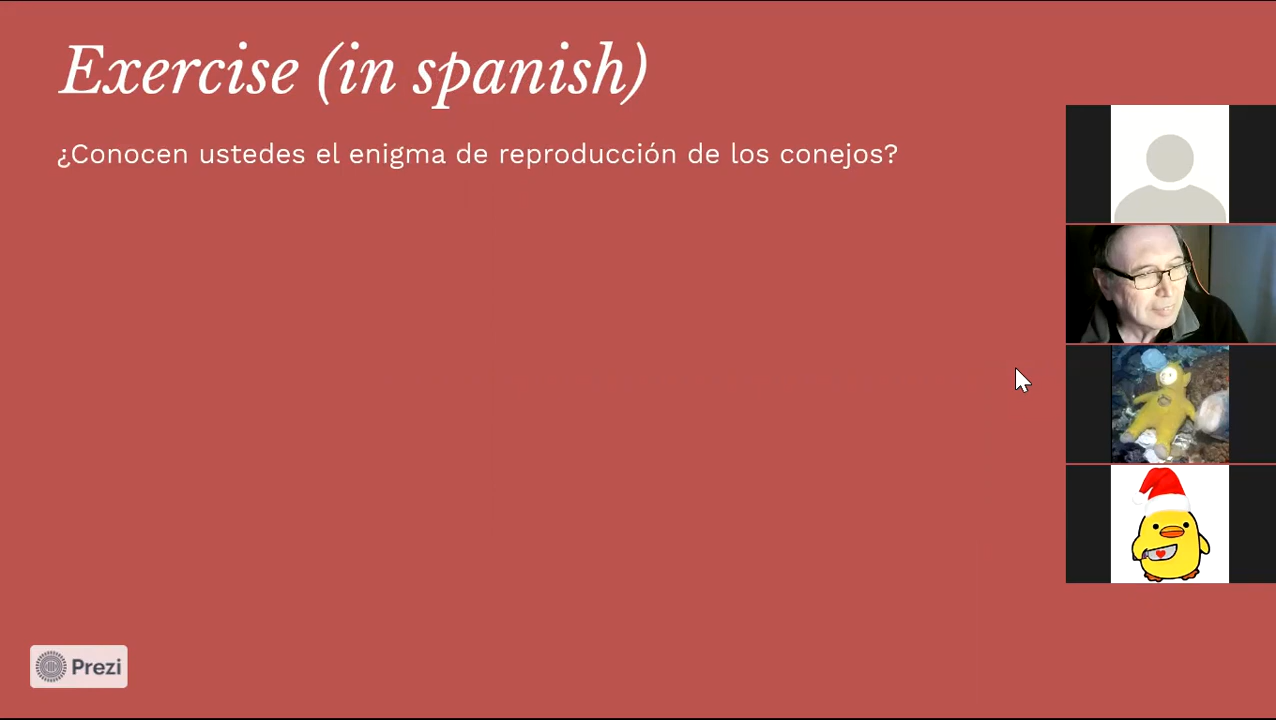 Exercise (in spanish)
¿Conocen ustedes el enigma de reproducción de los conejos?
Prezi